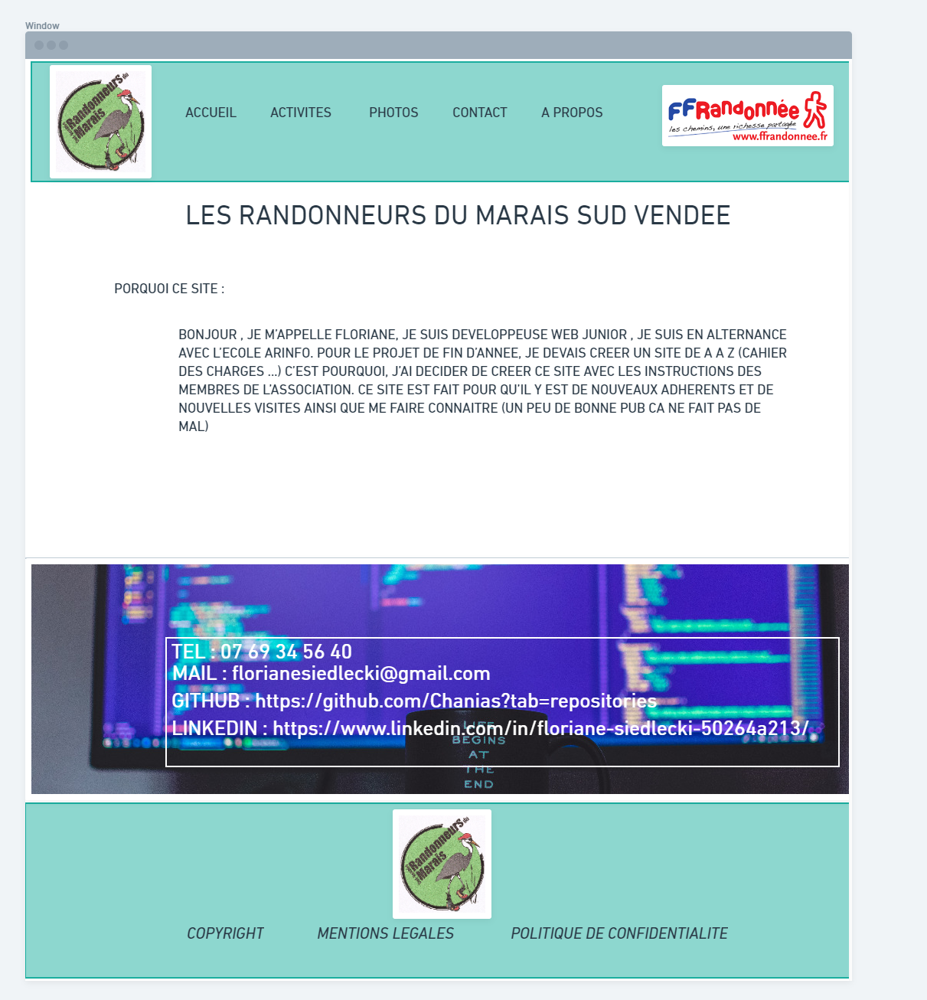 Window
Randonneurs du
Marais
ACCUEIL ACTIVITES PHOTOS CONTACT A PROPOS
FFRandonnée
les chemins, une richesse partagée
www.ffrandonnee.fr
LES RANDONNEURS DU MARAIS SUD VENDEE
PORQUOI CE SITE :
BONJOUR , JE M’APPELLE FLORIANE, JE SUIS DEVELOPPEUSE WEB JUNIOR , JE SUIS EN ALTERNANCE
AVEC L’ECOLE ARINFO. POUR LE PROJET DE FIN D’ANNEE, JE DEVAIS CREER UN SITE DE A A Z (CAHIER
DES CHARGES ...) C’EST POURQUOI, J’AI DECIDER DE CREER CE SITE AVEC LES INSTRUCTIONS DES
MEMBRES DE L’ASSOCIATION. CE SITE EST FAIT POUR QU’IL Y EST DE NOUVEAUX ADHERENTS ET DE
NOUVELLES VISITES AINSI QUE ME FAIRE CONNAITRE (UN PEU DE BONNE PUB CA NE FAIT PAS DE
MAL)
TEL : 07 69 34 56 40
MAIL : florianesiedlecki@gmail.com
GITHUB : https://github.com/Chanias?tab=repositories
LINKEDIN : https://www.linkedin.com/in/floriane-siedlecki-50264a213/
LIFE
BEGINS
AT
THE
END
Randonneurs du
Marais
COPYRIGHT MENTIONS LEGALES POLITIQUE DE CONFIDENTIALITE